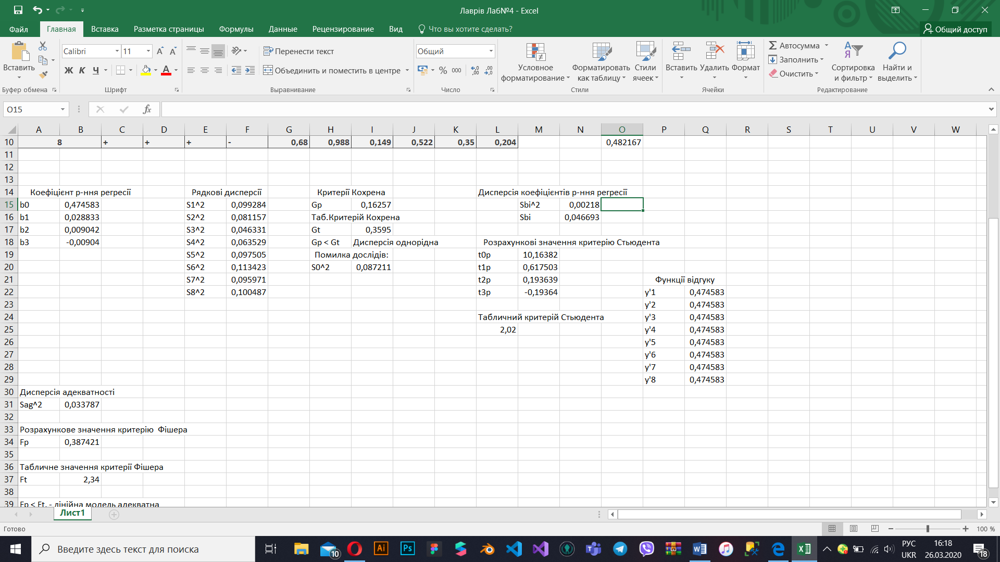 Лаврів Лаб№4 - Excel
Файл Главная Вставка Разметка страницы Формулы Данные Рецензирование Вид Что вы хотите сделать? Общий доступ
Calibri 11 Перенести текст Общий Автосумма
Вставить Ж К Ч А Объединить и поместить в центре % 000 Условное форматирование Форматировать как таблицу Стили ячеек Вставить Удалить Формат Заполнить Очистить Сортировка и фильтр Найти и выделить
Буфер обмена Шрифт Выравнивание Число Стили Ячейки Редактирование
O15 fx
A B C D E F G H I J K L M N O P Q R S T U V W
10 8 + + + - 0,68 0,988 0,149 0,522 0,35 0,204 0,482167
11
12
13
14 Коефіцієнт р-ння регресії Рядкові дисперсії Критерії Кохрена Дисперсія коефіцієнтів р-ння регресії
15 b0 0,474583 S1^2 0,099284 Gp 0,16257 Sbi^2 0,00218
16 b1 0,028833 S2^2 0,081157 Таб.Критерій Кохрена Sbi 0,046693
17 b2 0,009042 S3^2 0,046331 Gt 0,3595
18 b3 -0,00904 S4^2 0,063529 Gp < Gt Дисперсія однорідна Розрахункові значення критерію Стьюдента
19 S5^2 0,097505 Помилка дослідів: t0p 10,16382
20 S6^2 0,113423 S0^2 0,087211 t1p 0,617503
21 S7^2 0,095971 t2p 0,193639 Функції відгуку
22 S8^2 0,100487 t3p -0,19364 y'1 0,474583
23 y'2 0,474583
24 Табличний критерій Стьюдента y'3 0,474583
25 2,02 y'4 0,474583
26 y'5 0,474583
27 y'6 0,474583
28 y'7 0,474583
29 y'8 0,474583
30 Дисперсія адекватності
31 Sag^2 0,033787
32
33 Розрахункове значення критерію Фішера
34 Fp 0,387421
35
36 Табличне значення критерії Фішера
37 Ft 2,34
38
39 Fp < Ft, - лінійна модель адекватна
Лист1
Готово 100 %
Введите здесь текст для поиска 10 Ai Ps РУС UKR 16:18 26.03.2020 18